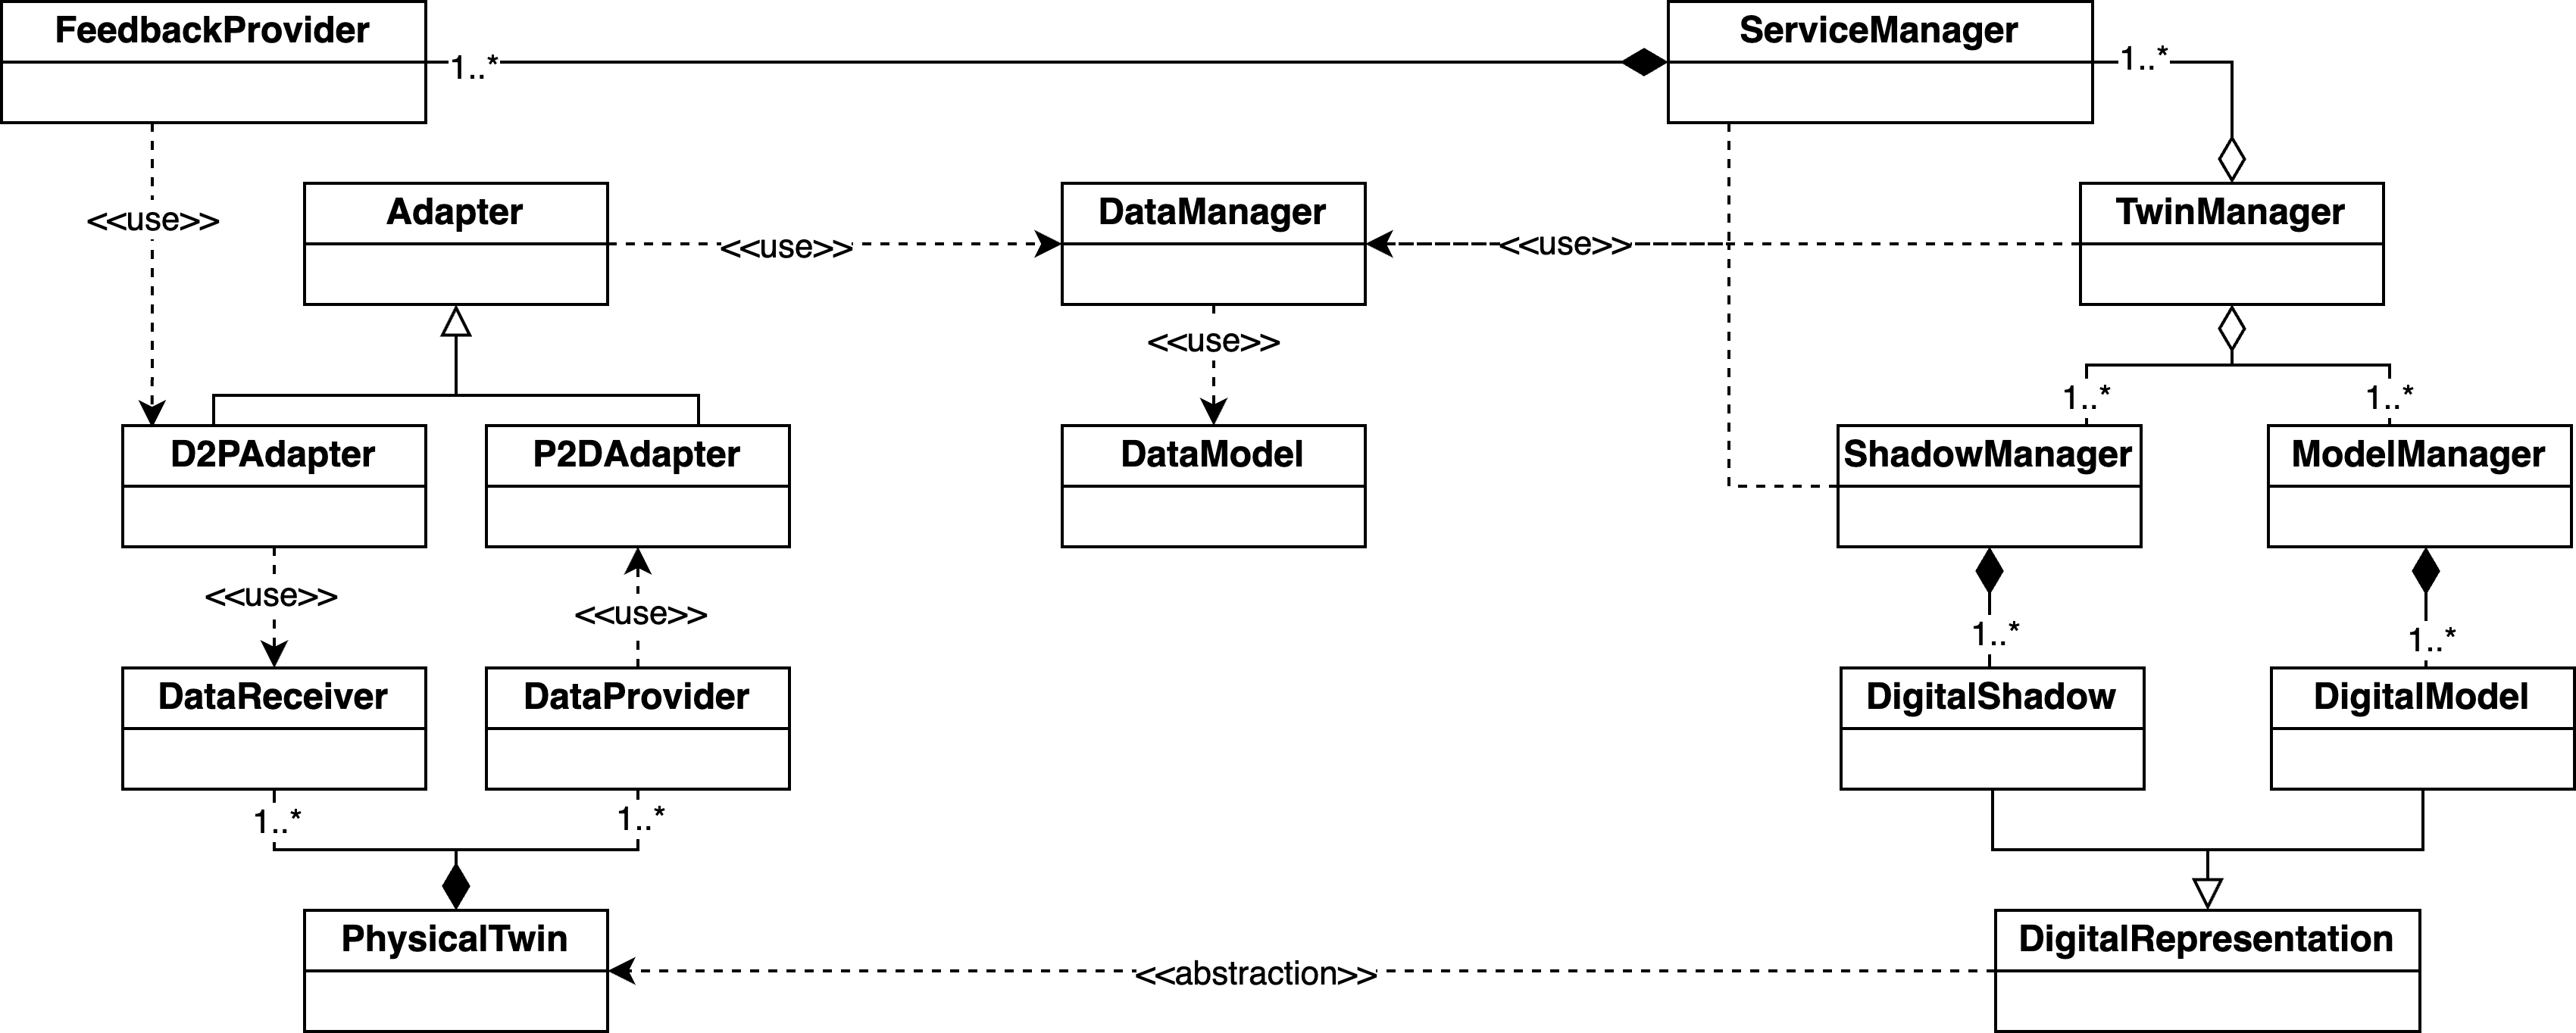 FeedbackProvider
ServiceManager
1..*
1..*
<<use>>
Adapter
DataManager
TwinManager
<<use>>
<<use>>
<<use>>
1..*
1..*
D2PAdapter
P2DAdapter
DataModel
ShadowManager
ModelManager
<<use>>
<<use>>
1..*
1..*
DataReceiver
DataProvider
DigitalShadow
DigitalModel
1..*
1..*
PhysicalTwin
DigitalRepresentation
<<abstraction>>